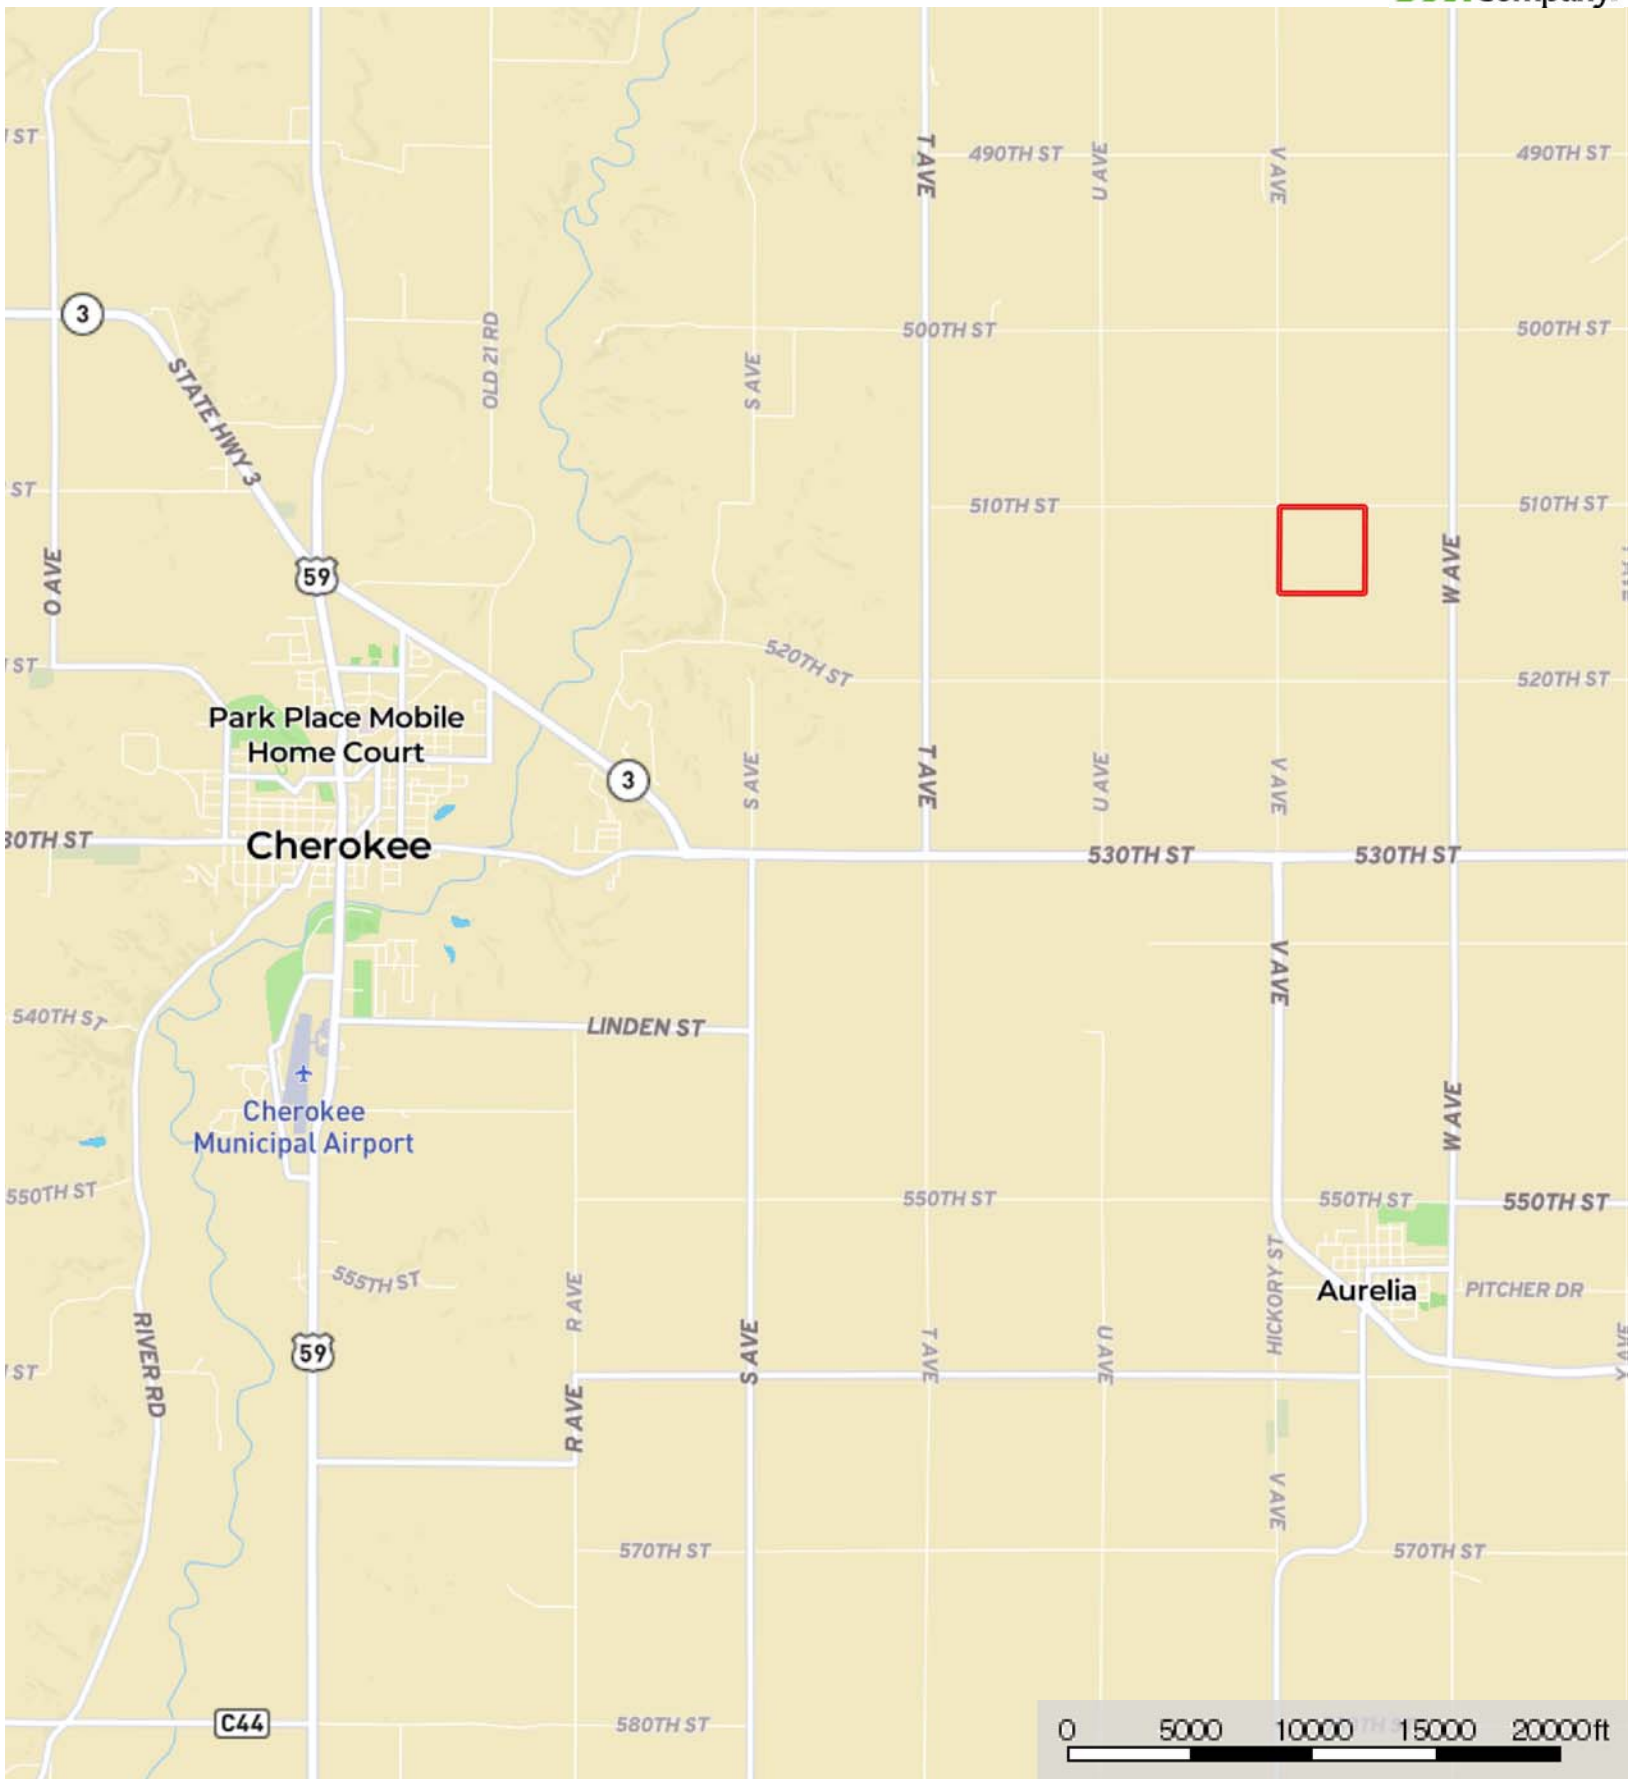 Company
ST
T AVE
490TH ST
U AVE
V AVE
490TH ST
3
STATE HWY 3
OLD 21 RD
S AVE
500TH ST
500TH ST
ST
510TH ST
510TH ST
O AVE
59
W AVE
ST
520TH ST
520TH ST
Park Place Mobile
Home Court
3
S AVE
T AVE
U AVE
V AVE
30TH ST
Cherokee
530TH ST
530TH ST
V AVE
540TH ST
LINDEN ST
Cherokee
Municipal Airport
W AVE
550TH ST
550TH ST
550TH ST
550TH ST
555TH ST
R AVE
HICKORY ST
Aurelia
PITCHER DR
RIVER RD
59
S AVE
T AVE
U AVE
Y AVE
ST
R AVE
V AVE
570TH ST
570TH ST
C44
580TH ST
0 5000 10000 15000 20000ft